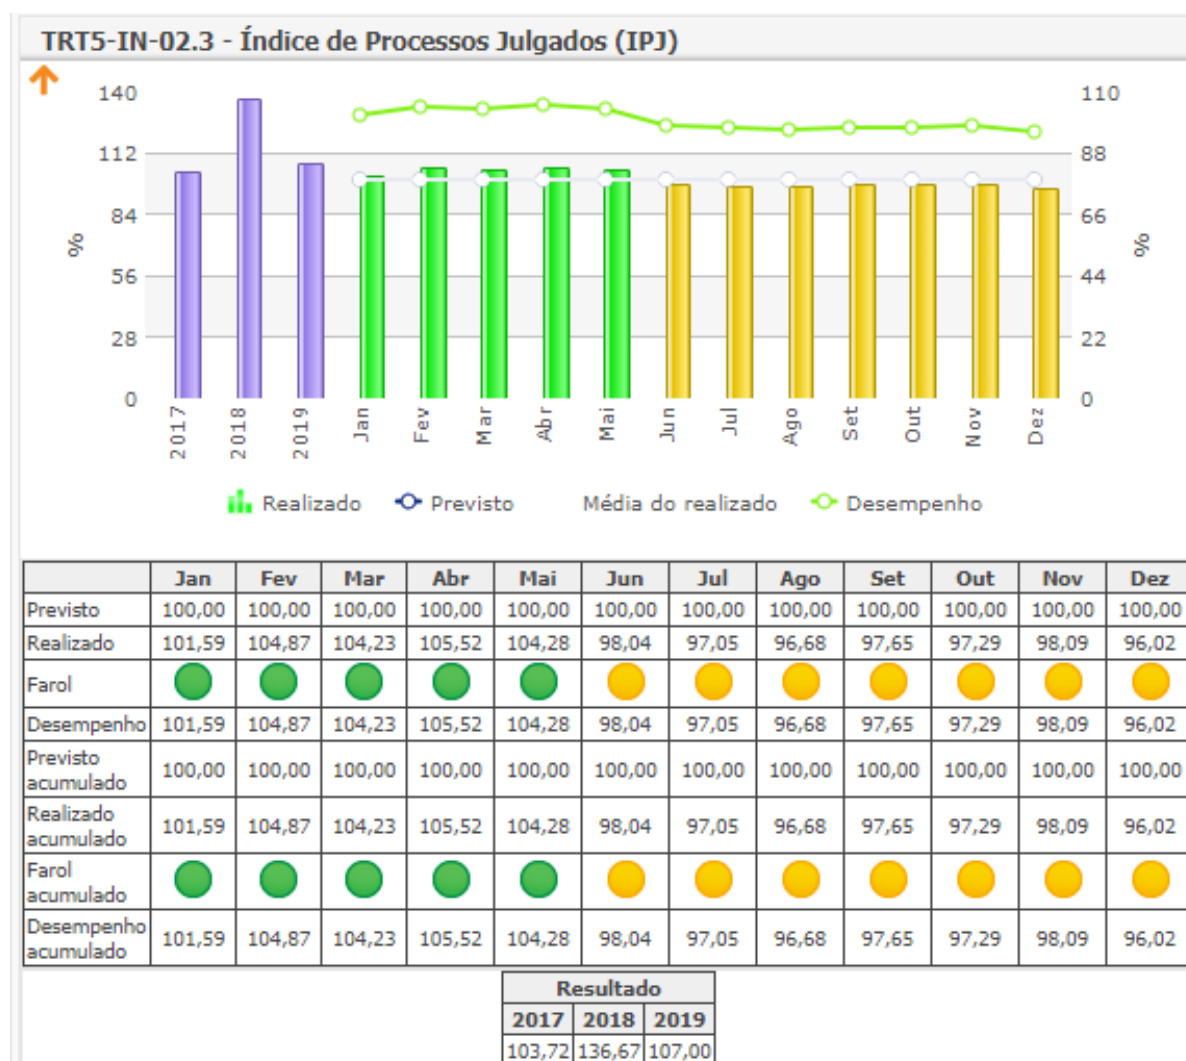 TRT5-IN-02.3 - Índice de Processos Julgados (IPJ)
140 110
112 88
84 66
% %
56 44
28 22
0 0
2017 2018 2019 Jan Fev Mar Abr Mai Jun Jul Ago Set Out Nov Dez
Realizado Previsto Média do realizado Desempenho
Jan Fev Mar Abr Mai Jun Jul Ago Set Out Nov Dez
Previsto 100,00 100,00 100,00 100,00 100,00 100,00 100,00 100,00 100,00 100,00 100,00 100,00
Realizado 101,59 104,87 104,23 105,52 104,28 98,04 97,05 96,68 97,65 97,29 98,09 96,02
Farol
Desempenho 101,59 104,87 104,23 105,52 104,28 98,04 97,05 96,68 97,65 97,29 98,09 96,02
Previsto
acumulado 100,00 100,00 100,00 100,00 100,00 100,00 100,00 100,00 100,00 100,00 100,00 100,00
Realizado
acumulado 101,59 104,87 104,23 105,52 104,28 98,04 97,05 96,68 97,65 97,29 98,09 96,02
Farol
acumulado
Desempenho
acumulado 101,59 104,87 104,23 105,52 104,28 98,04 97,05 96,68 97,65 97,29 98,09 96,02
Resultado
2017 2018 2019
103,72 136,67 107,00